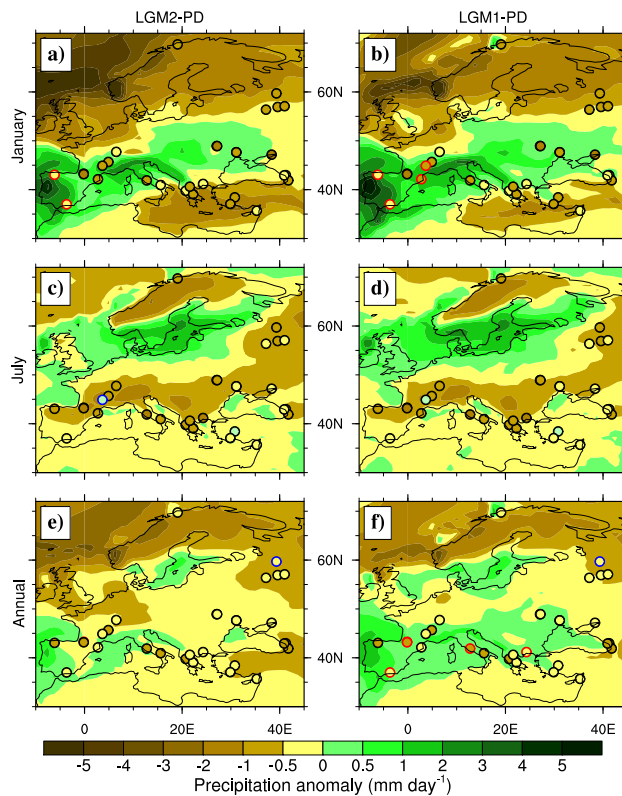 LGM2-PD LGM1-PD
January
a) b)
60N
40N
July
c) d)
60N
40N
Annual
e) f)
60N
40N
0 20E 40E 0 20E 40E
-5 -4 -3 -2 -1 -0.5 0 0.5 1 2 3 4 5
Precipitation anomaly (mm day-1)